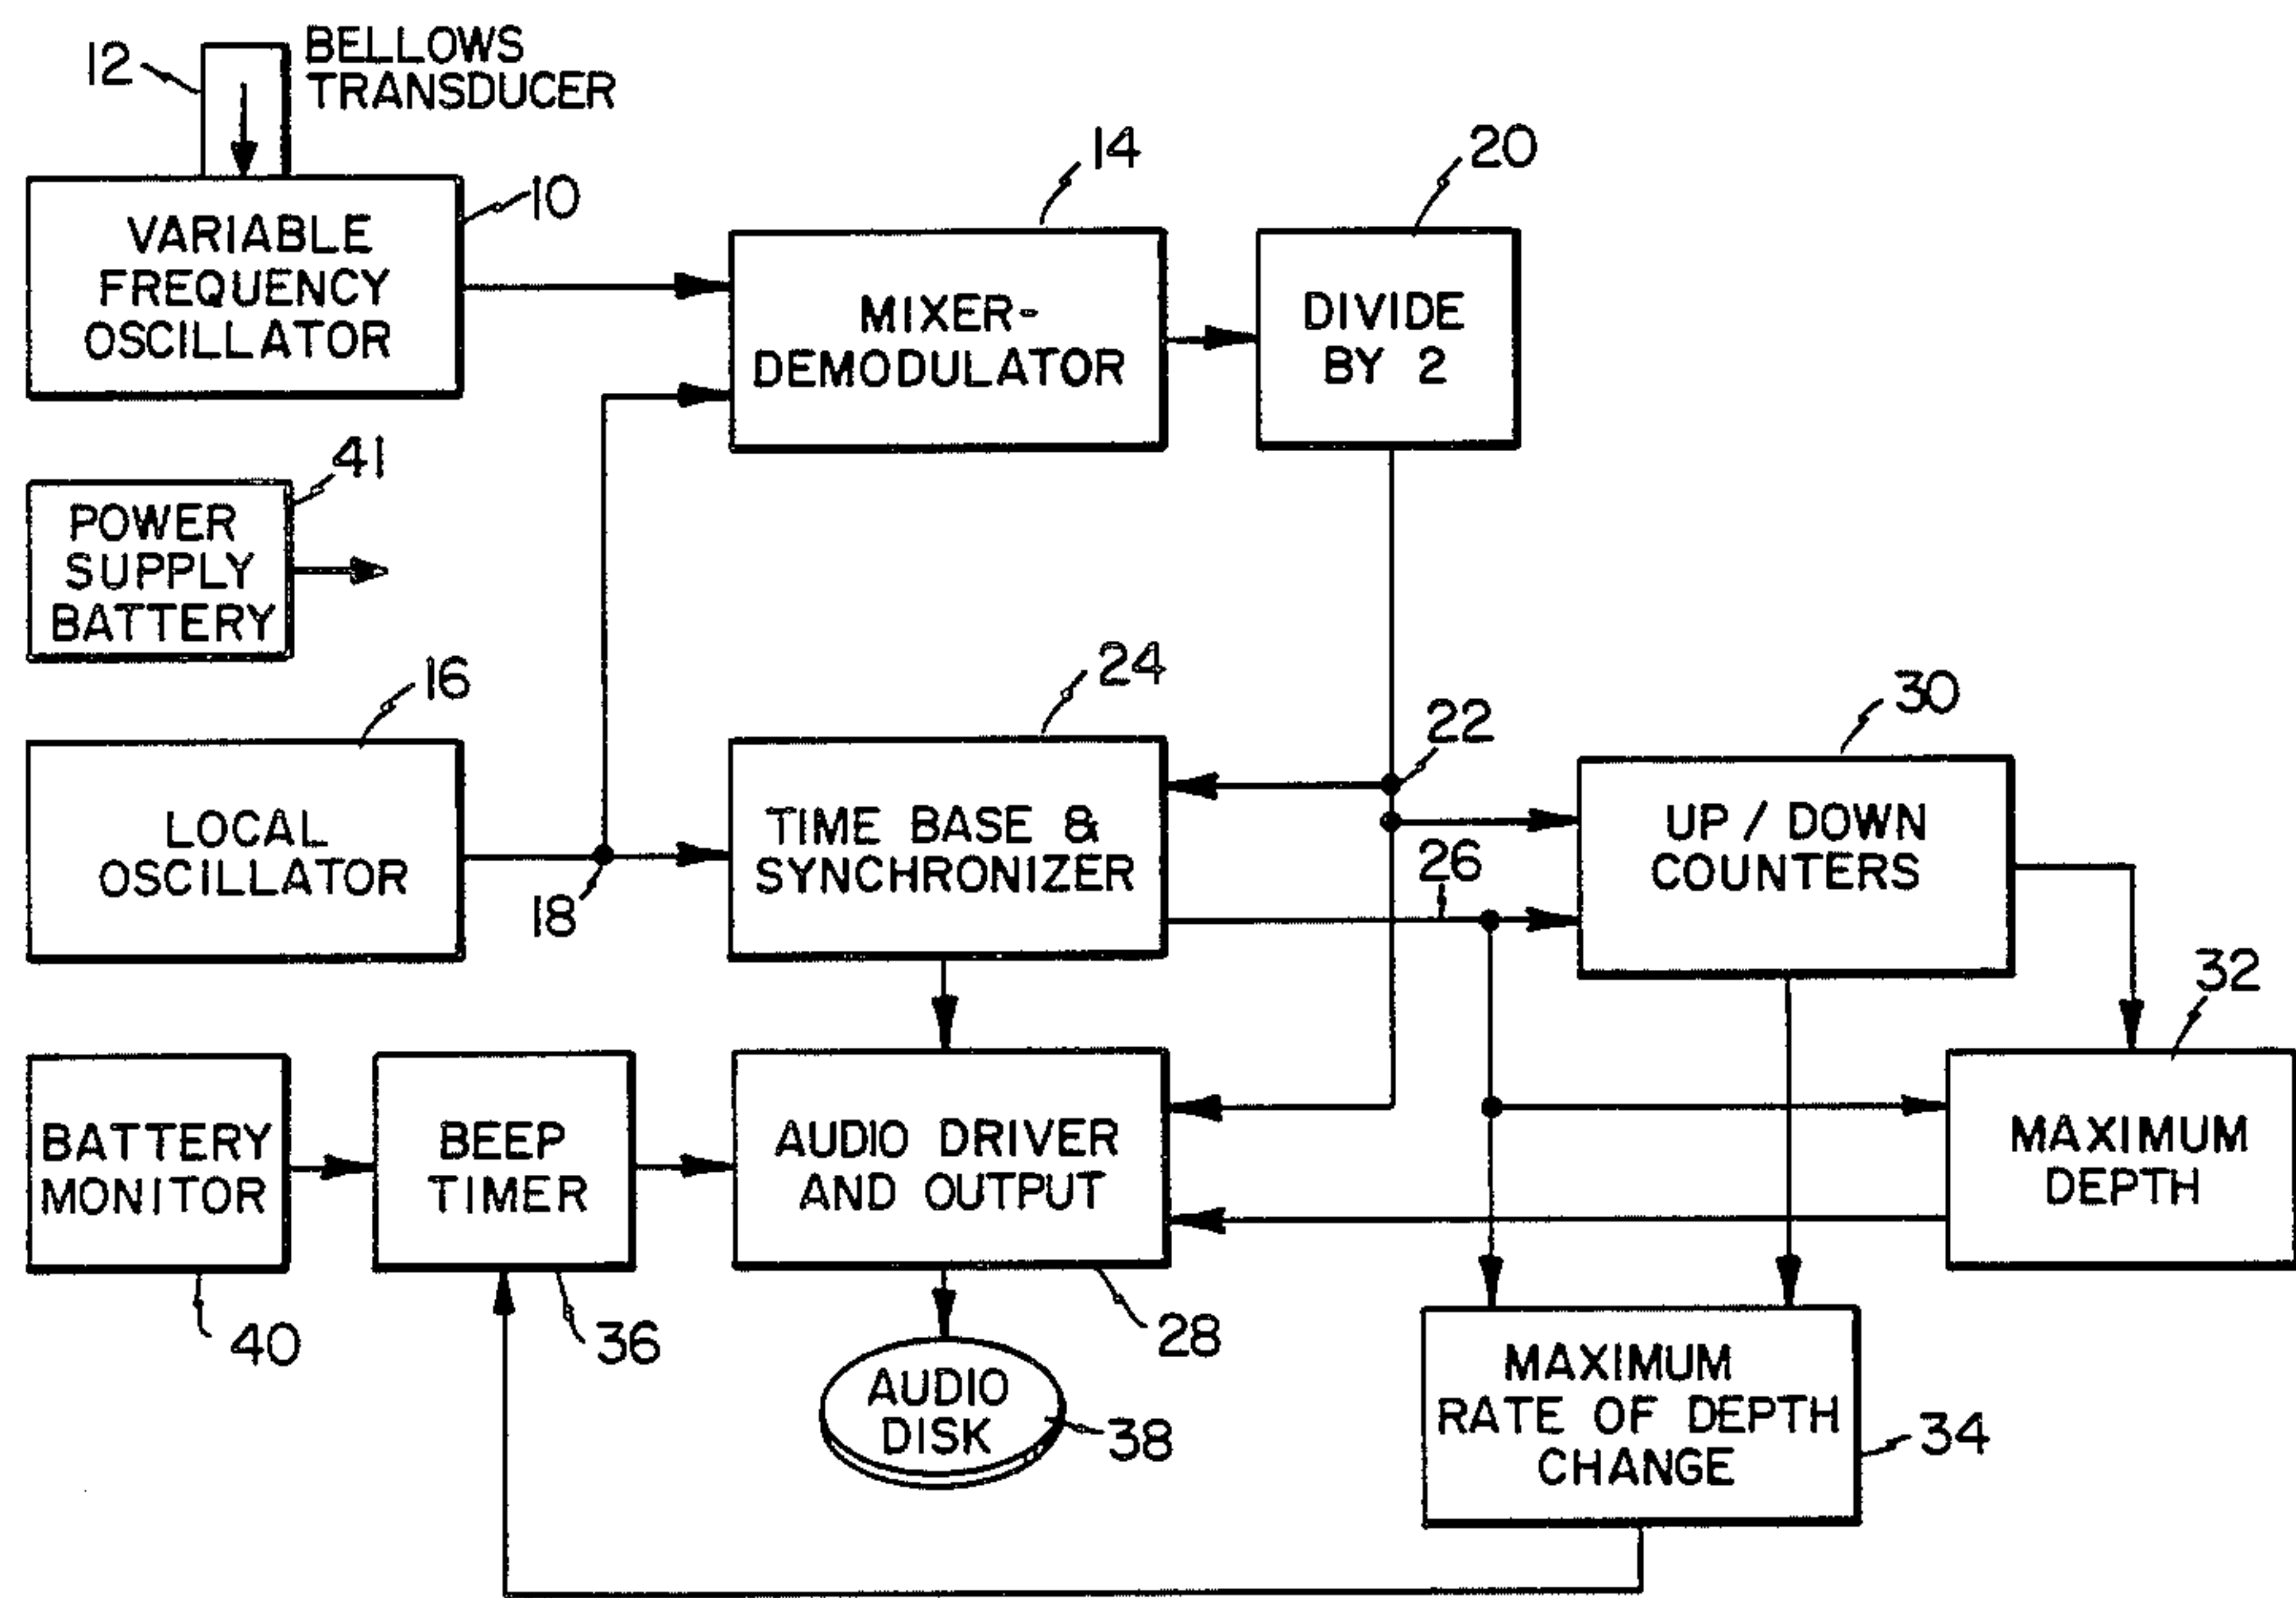 12
BELLOWS
TRANSDUCER
10
VARIABLE
FREQUENCY
OSCILLATOR
14
MIXER-
DEMODULATOR
20
DIVIDE
BY 2
41
POWER
SUPPLY
BATTERY
16
LOCAL
OSCILLATOR
18
24
TIME BASE &
SYNCHRONIZER
22
26
30
UP / DOWN
COUNTERS
32
MAXIMUM
DEPTH
BATTERY
MONITOR
40
BEEP
TIMER
36
AUDIO DRIVER
AND OUTPUT
28
AUDIO
DISK
38
MAXIMUM
RATE OF DEPTH
CHANGE
34